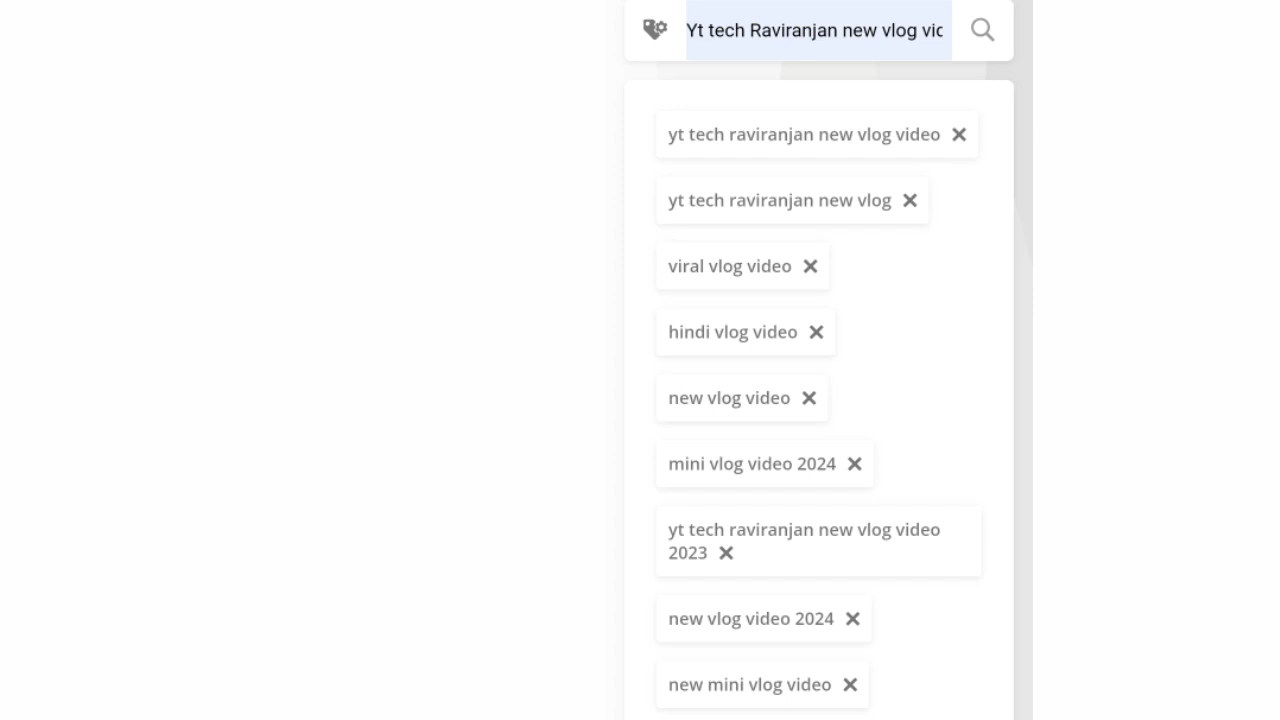 Yt tech Raviranjan new vlog
yt tech raviranjan new vlog video
yt tech raviranjan new vlog
viral vlog video
hindi vlog video
new vlog video
mini vlog video 2024
yt tech raviranjan new vlog video
2023
new vlog video 2024
new mini vlog video